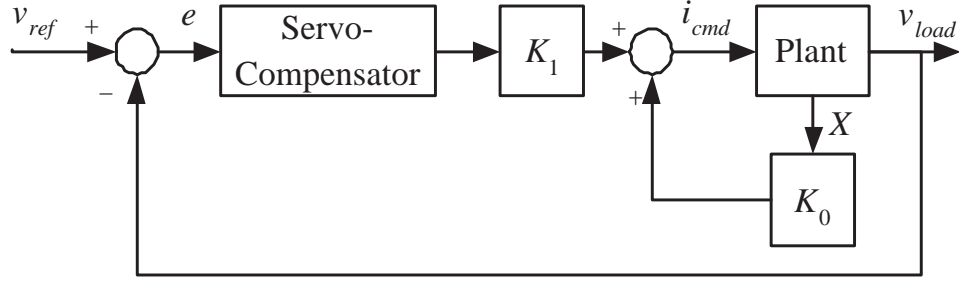 v_ref
+
e
Servo-
Compensator
K_1
+
i_cmd
Plant
v_load
−
+
X
K_0